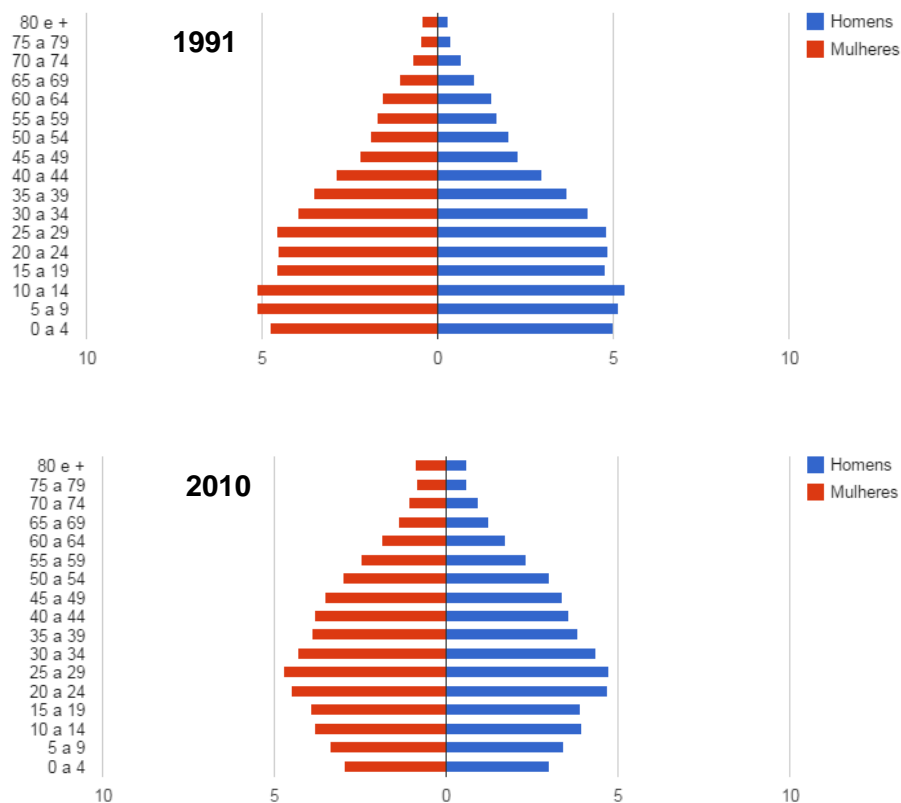 1991
Homens
Mulheres
80 e +
75 a 79
70 a 74
65 a 69
60 a 64
55 a 59
50 a 54
45 a 49
40 a 44
35 a 39
30 a 34
25 a 29
20 a 24
15 a 19
10 a 14
5 a 9
0 a 4
10 5 0 5 10
2010
Homens
Mulheres
80 e +
75 a 79
70 a 74
65 a 69
60 a 64
55 a 59
50 a 54
45 a 49
40 a 44
35 a 39
30 a 34
25 a 29
20 a 24
15 a 19
10 a 14
5 a 9
0 a 4
10 5 0 5 10